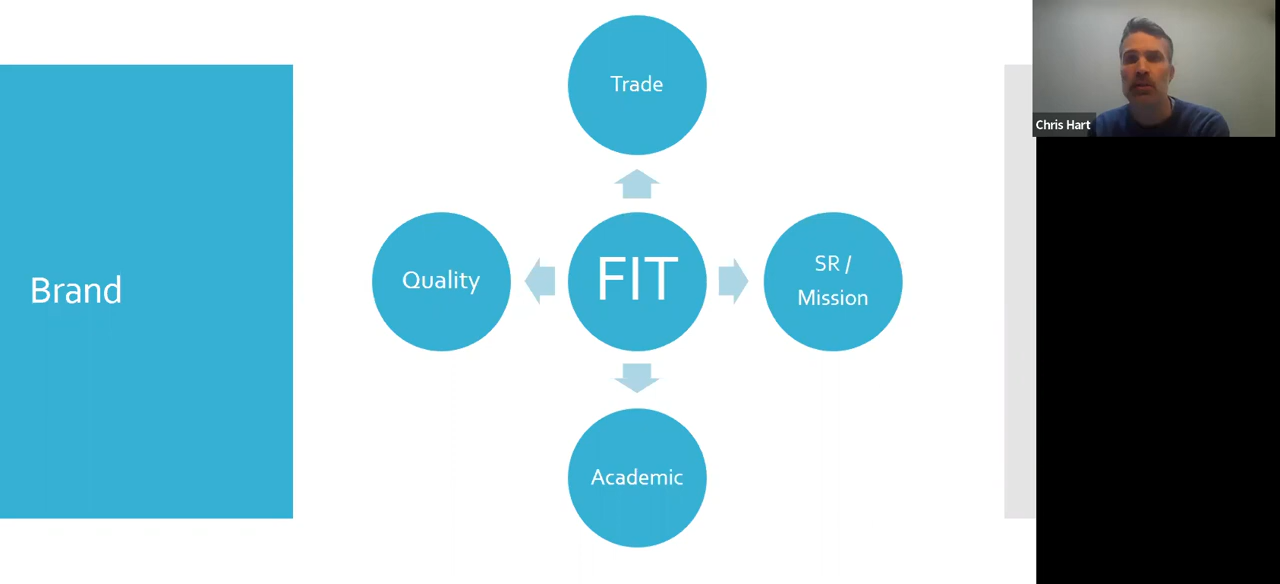 Brand
Trade
Quality
FIT
SR /
Mission
Academic
Chris Hart